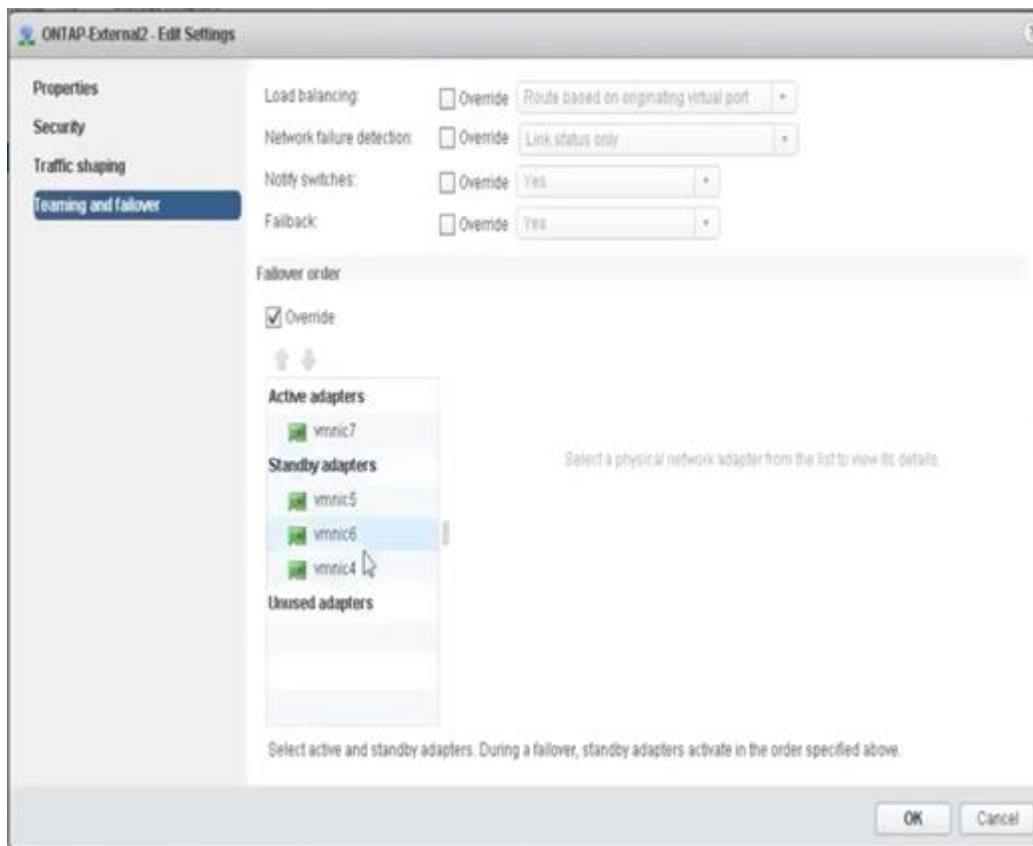 ONTAP-External2 - Edit Settings
?
Properties
Security
Traffic shaping
Teaming and failover
Load balancing: Override Route based on originating virtual port
Network failure detection: Override Link status only
Notify switches: Override Yes
Failback: Override Yes
Failover order
Override
Active adapters
vmnic7
Standby adapters
vmnic5
vmnic6
vmnic4
Unused adapters
Select a physical network adapter from the list to view its details.
Select active and standby adapters. During a failover, standby adapters activate in the order specified above.
OK Cancel